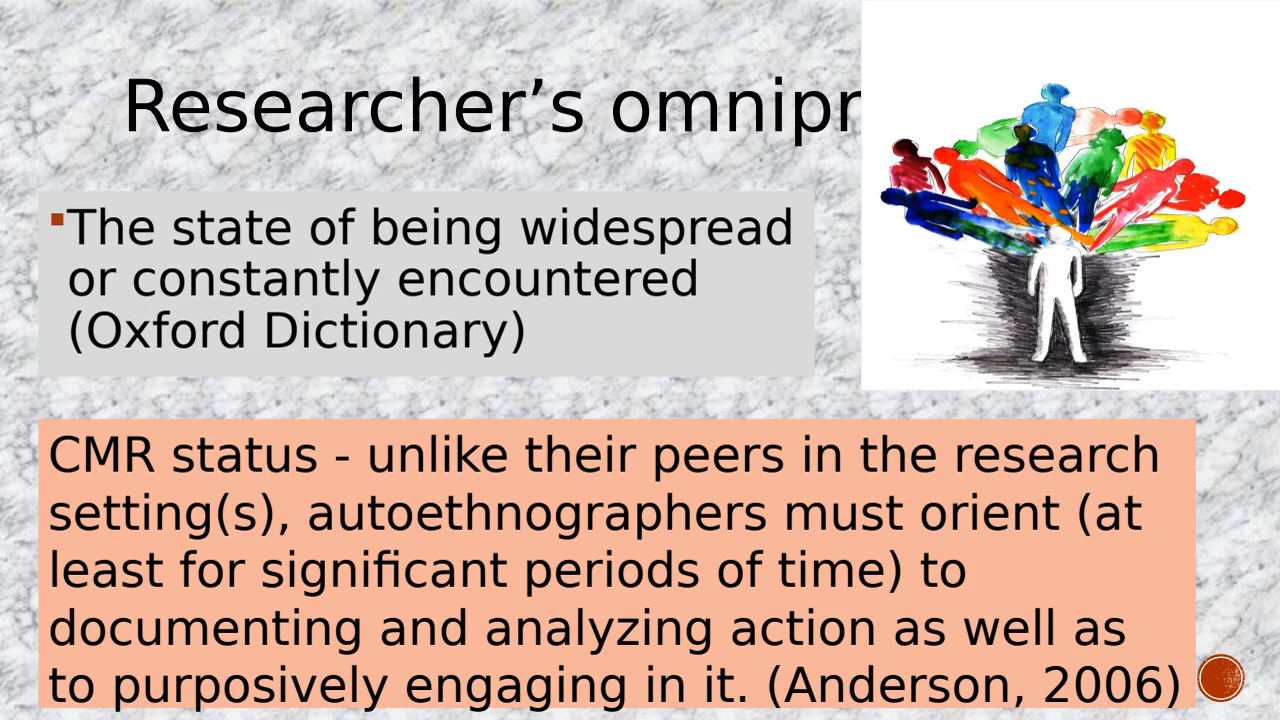 Researcher’s omnipr
The state of being widespread
or constantly encountered
(Oxford Dictionary)
CMR status - unlike their peers in the research
setting(s), autoethnographers must orient (at
least for significant periods of time) to
documenting and analyzing action as well as
to purposively engaging in it. (Anderson, 2006)